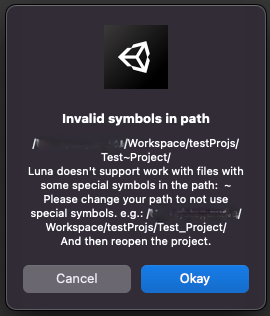 Invalid symbols in path
/Workspace/testProjs/
Test~Project/
Luna doesn't support work with files with
some special symbols in the path: ~
Please change your path to not use
special symbols. e.g.: /
Workspace/testProjs/Test_Project/
And then reopen the project.
Cancel
Okay